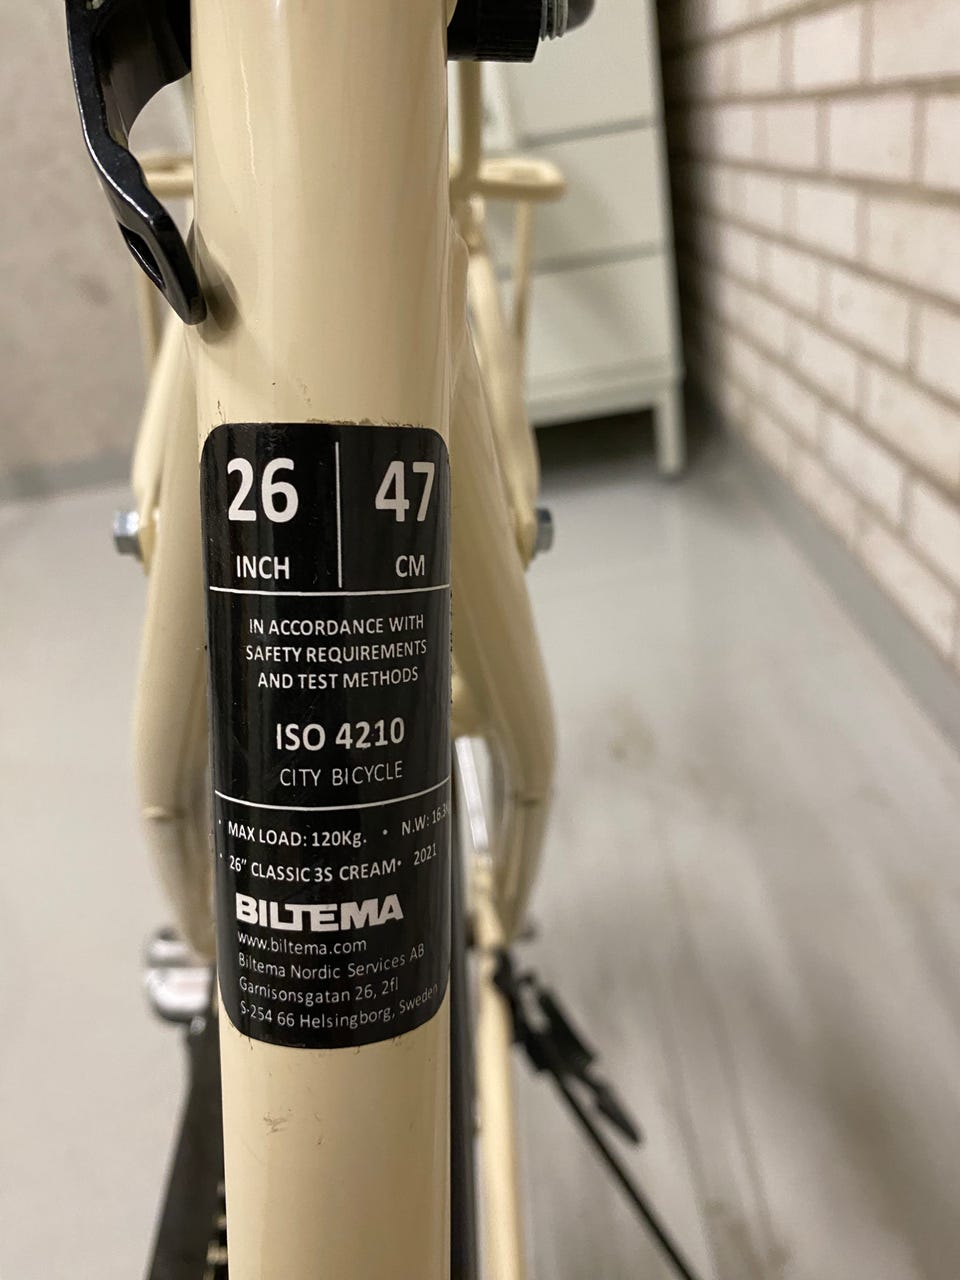 26 47
INCH CM
IN ACCORDANCE WITH
SAFETY REQUIREMENTS
AND TEST METHODS
ISO 4210
CITY BICYCLE
• MAX LOAD: 120Kg. • N.W:
• 26" CLASSIC 3S CREAM • 2021
BILTEMA
www.biltema.com
Biltema Nordic Services AB
Garnisonsgatan 26, 2fl
S-254 66 Helsingborg, Sweden